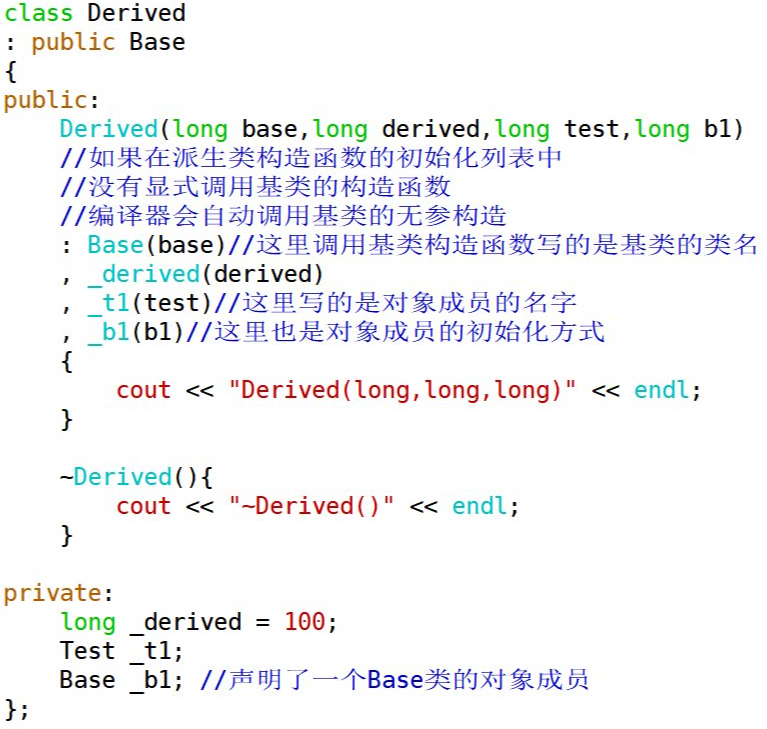 class Derived
: public Base
{
public:
    Derived(long base,long derived,long test,long b1)
    //如果在派生类构造函数的初始化列表中
    //没有显式调用基类的构造函数
    //编译器会自动调用基类的无参构造
    : Base(base)//这里调用基类构造函数写的是基类的类名
    , _derived(derived)
    , _t1(test)//这里写的是对象成员的名字
    , _b1(b1)//这里也是对象成员的初始化方式
    {
        cout << "Derived(long,long,long)" << endl;
    }

    ~Derived(){
        cout << "~Derived()" << endl;
    }

private:
    long _derived = 100;
    Test _t1;
    Base _b1; //声明了一个Base类的对象成员
};